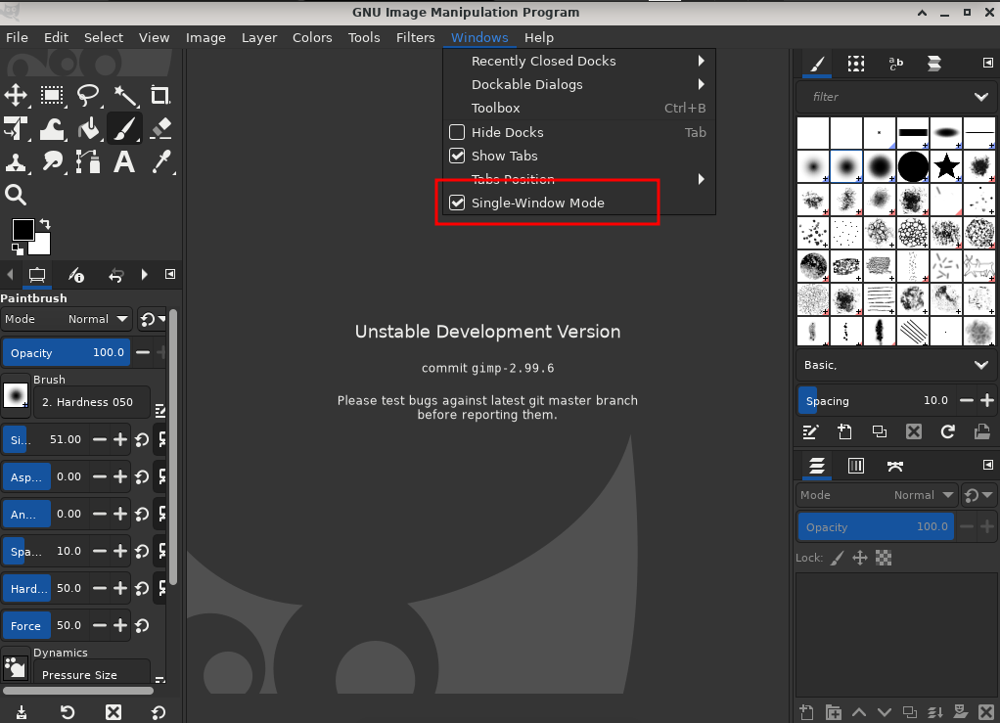 GNU Image Manipulation Program
File Edit Select View Image Layer Colors Tools Filters Windows Help
Recently Closed Docks
Dockable Dialogs
Toolbox Ctrl+B
Hide Docks Tab
Show Tabs
Tabs Position
Single-Window Mode
Paintbrush
Mode Normal
Opacity 100.0
Brush
2. Hardness 050
Si... 51.00
Asp... 0.00
An... 0.00
Spa... 10.0
Hard... 50.0
Force 50.0
Dynamics
Pressure Size
Unstable Development Version
commit gimp-2.99.6
Please test bugs against latest git master branch
before reporting them.
filter
Basic,
Spacing 10.0
Mode Normal
Opacity 100.0
Lock: